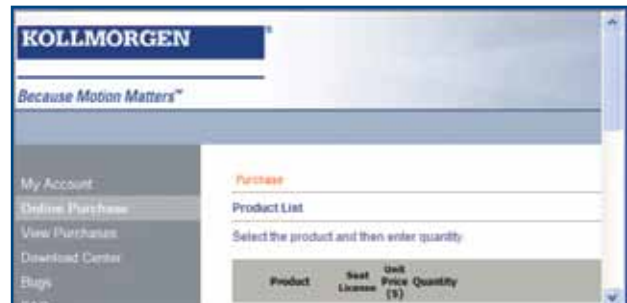 KOLLMORGEN®
Because Motion Matters™
My Account
Online Purchase
View Purchases
Download Center
Bugs
Purchase
Product List
Select the product and then enter quantity.
Product Seat License Unit Price ($) Quantity